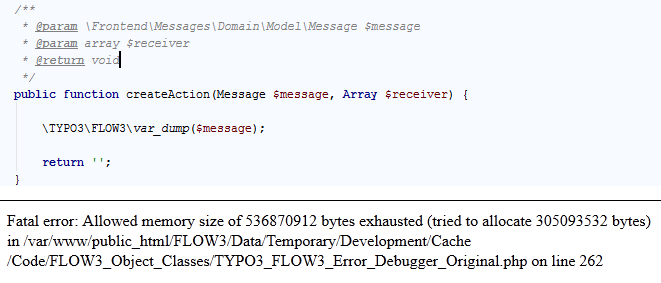 /**
* @param \Frontend\Messages\Domain\Model\Message $message
* @param array $receiver
* @return void
*/
public function createAction(Message $message, Array $receiver) {
\TYPO3\FLOW3\var_dump($message);
return '';
}
Fatal error: Allowed memory size of 536870912 bytes exhausted (tried to allocate 305093532 bytes)
in /var/www/public_html/FLOW3/Data/Temporary/Development/Cache
/Code/FLOW3_Object_Classes/TYPO3_FLOW3_Error_Debugger_Original.php on line 262